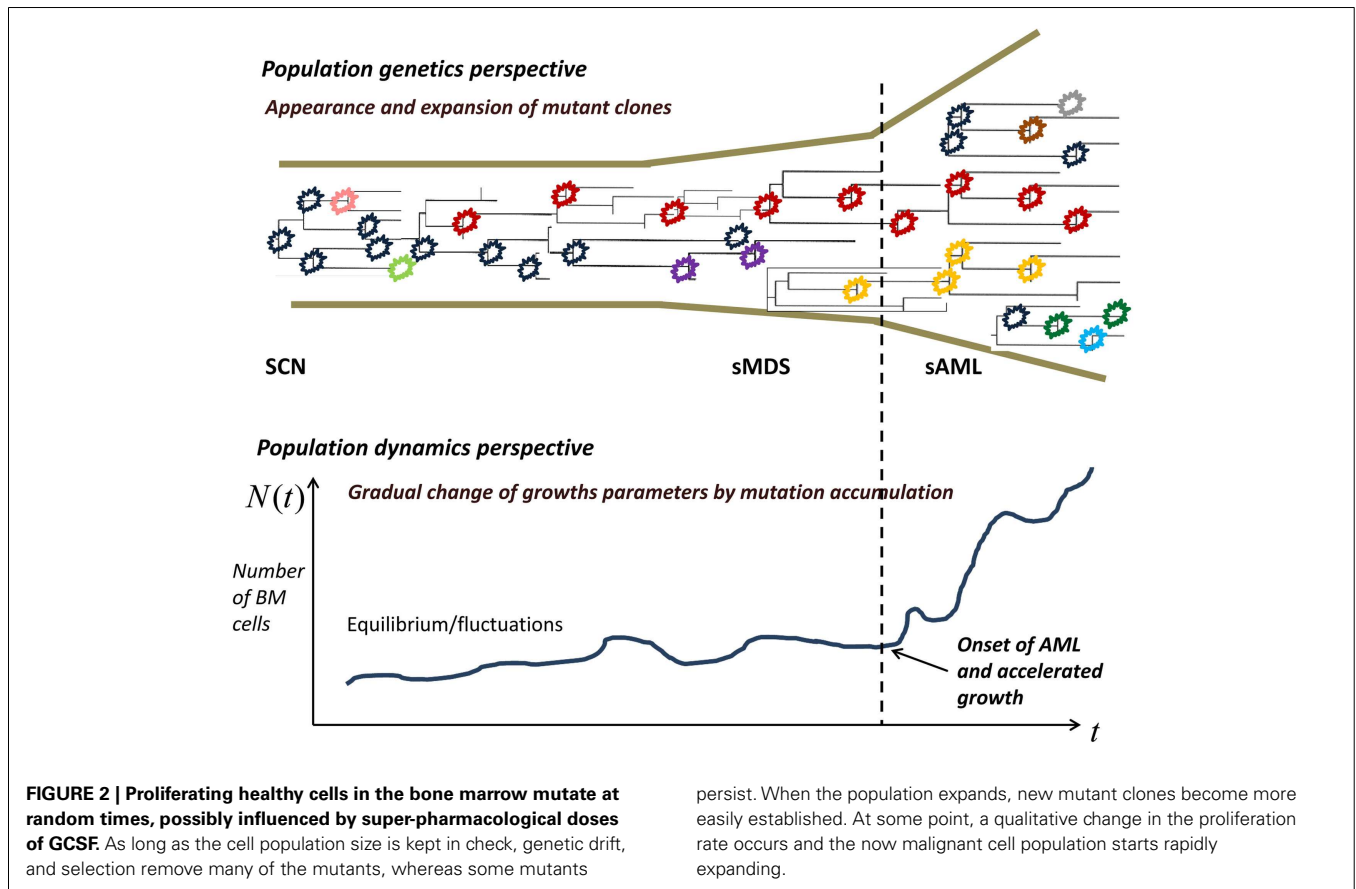 Population genetics perspective
Appearance and expansion of mutant clones
SCN
sMDS
sAML
Population dynamics perspective
N(t)
Gradual change of growths parameters by mutation accumulation
Number
of BM
cells
Equilibrium/fluctuations
Onset of AML
and accelerated
growth
t
FIGURE 2 | Proliferating healthy cells in the bone marrow mutate at
random times, possibly influenced by super-pharmacological doses
of GCSF. As long as the cell population size is kept in check, genetic drift,
and selection remove many of the mutants, whereas some mutants
persist. When the population expands, new mutant clones become more
easily established. At some point, a qualitative change in the proliferation
rate occurs and the now malignant cell population starts rapidly
expanding.